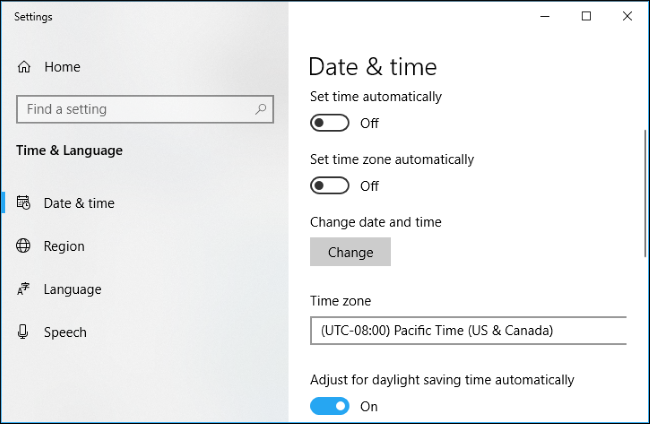 Settings
Home
Find a setting
Time & Language
Date & time
Region
Language
Speech
Date & time
Set time automatically
Off
Set time zone automatically
Off
Change date and time
Change
Time zone
(UTC-08:00) Pacific Time (US & Canada)
Adjust for daylight saving time automatically
On